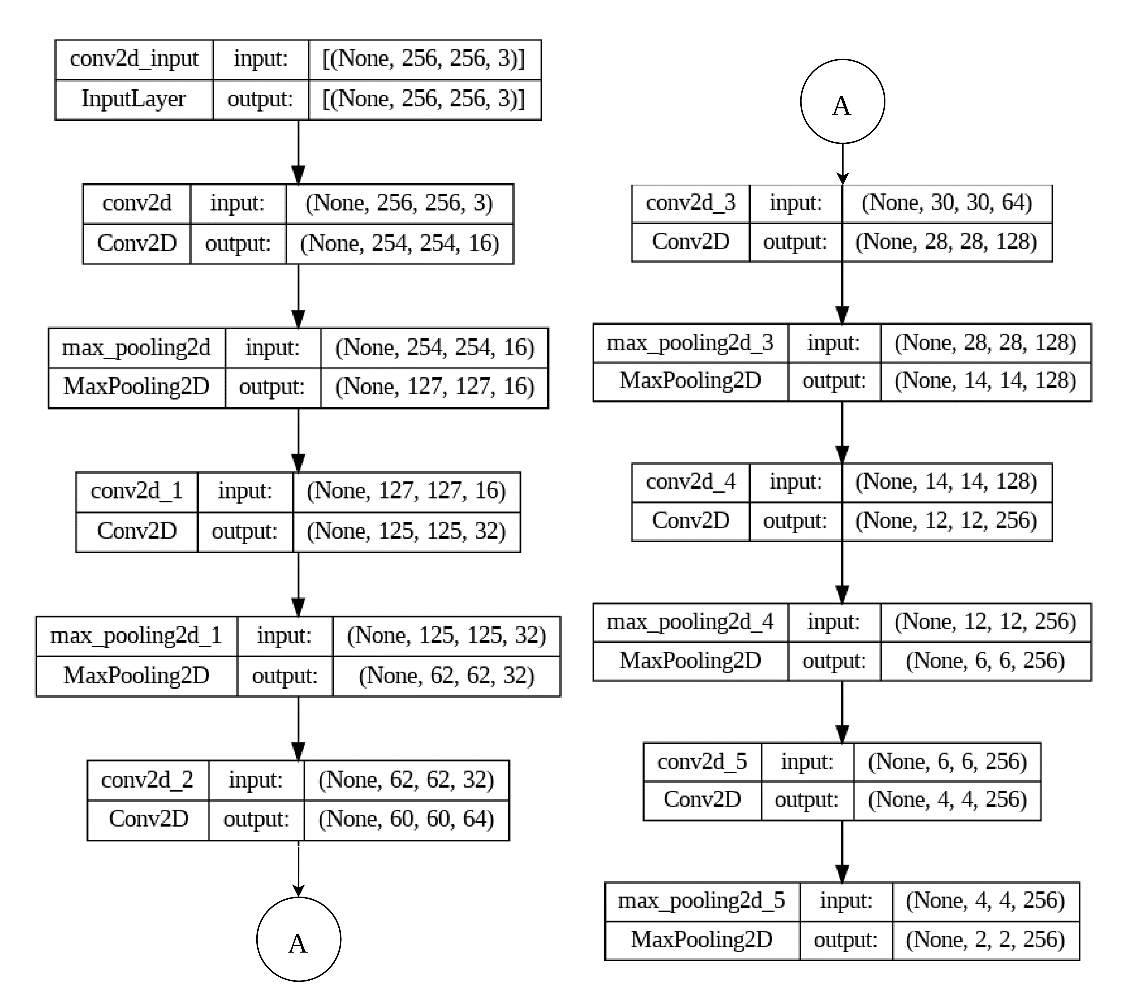 conv2d_input input: [(None, 256, 256, 3)]
InputLayer output: [(None, 256, 256, 3)]
conv2d input: (None, 256, 256, 3)
Conv2D output: (None, 254, 254, 16)
max_pooling2d input: (None, 254, 254, 16)
MaxPooling2D output: (None, 127, 127, 16)
conv2d_1 input: (None, 127, 127, 16)
Conv2D output: (None, 125, 125, 32)
max_pooling2d_1 input: (None, 125, 125, 32)
MaxPooling2D output: (None, 62, 62, 32)
conv2d_2 input: (None, 62, 62, 32)
Conv2D output: (None, 60, 60, 64)
A
A
conv2d_3 input: (None, 30, 30, 64)
Conv2D output: (None, 28, 28, 128)
max_pooling2d_3 input: (None, 28, 28, 128)
MaxPooling2D output: (None, 14, 14, 128)
conv2d_4 input: (None, 14, 14, 128)
Conv2D output: (None, 12, 12, 256)
max_pooling2d_4 input: (None, 12, 12, 256)
MaxPooling2D output: (None, 6, 6, 256)
conv2d_5 input: (None, 6, 6, 256)
Conv2D output: (None, 4, 4, 256)
max_pooling2d_5 input: (None, 4, 4, 256)
MaxPooling2D output: (None, 2, 2, 256)